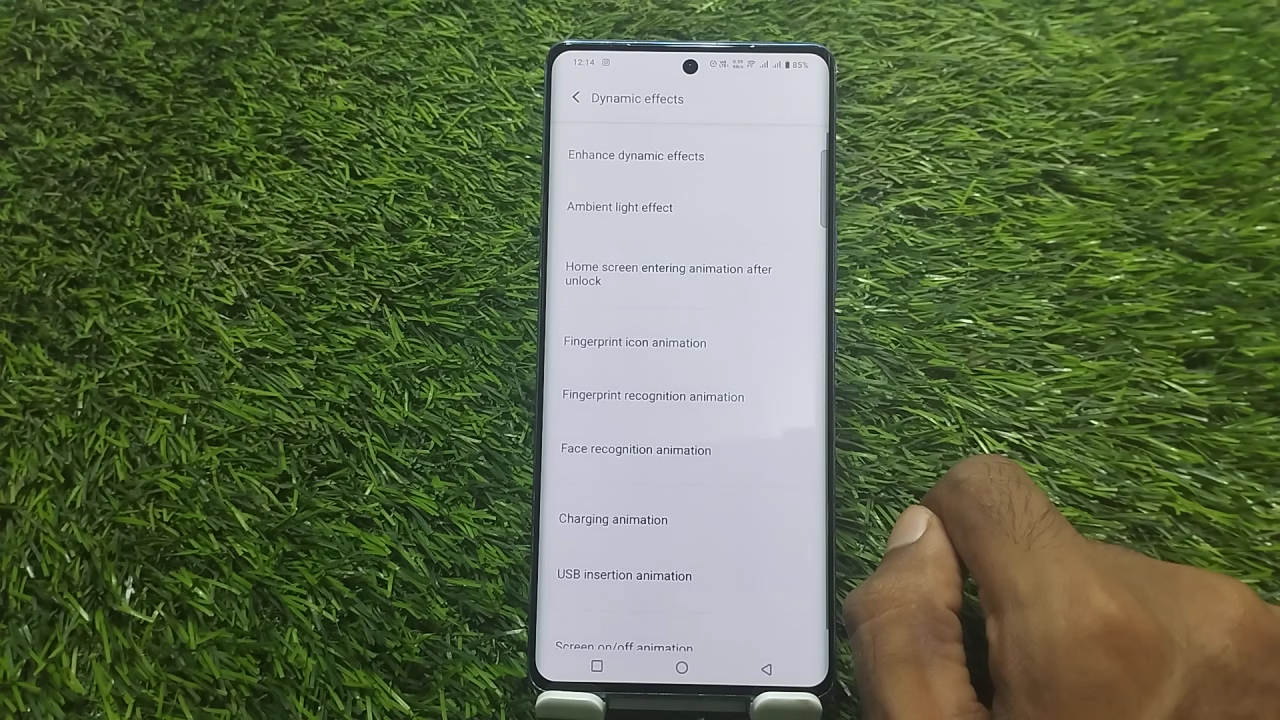 12:14
85%
Dynamic effects
Enhance dynamic effects
Ambient light effect
Home screen entering animation after
unlock
Fingerprint icon animation
Fingerprint recognition animation
Face recognition animation
Charging animation
USB insertion animation
Screen on/off animation